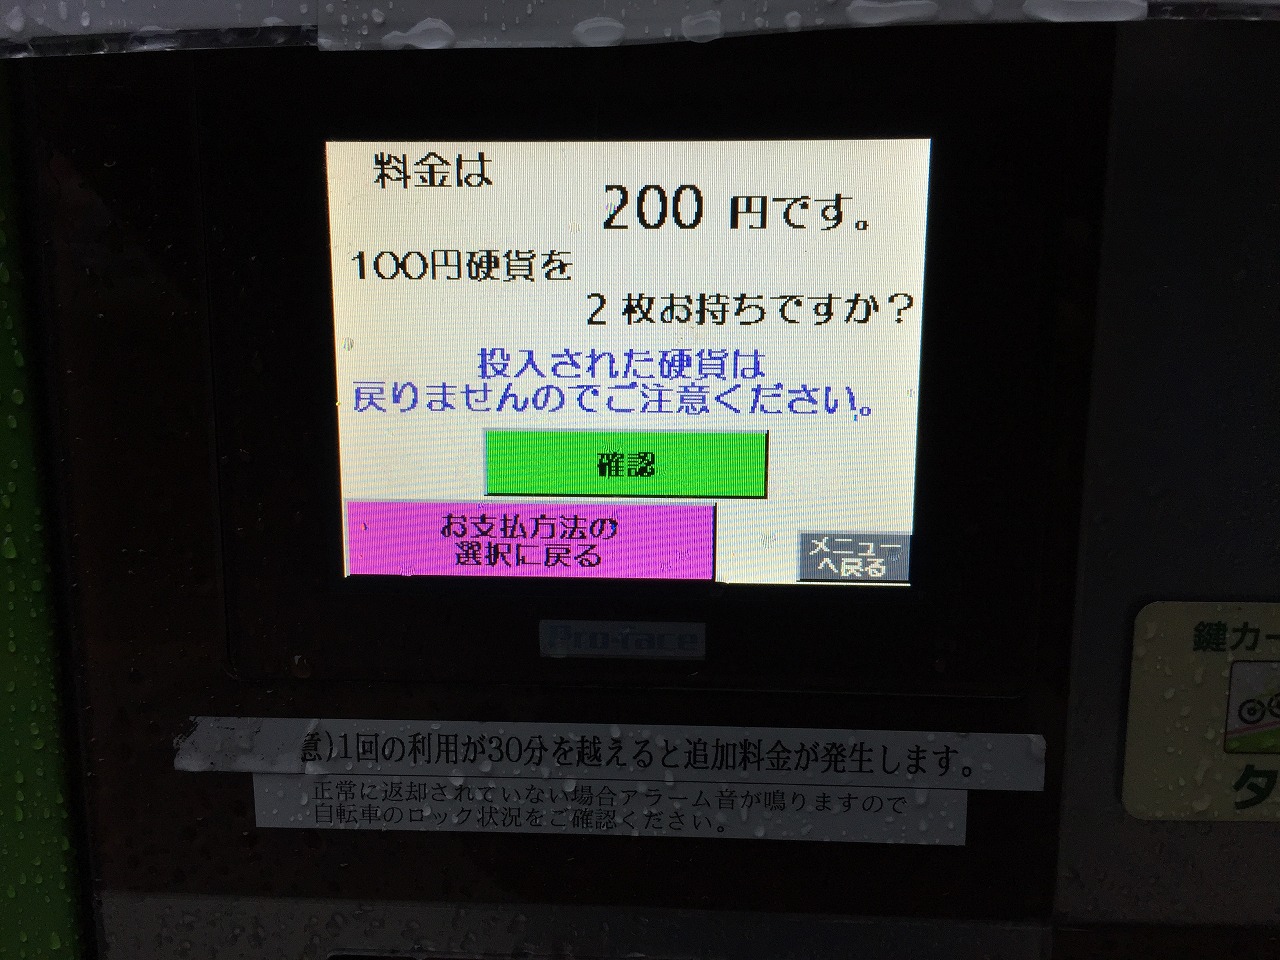 料金は
200 円です。
100円硬貨を
2 枚お持ちですか？
投入された硬貨は
戻りませんのでご注意ください。
確認
お支払方法の
選択に戻る
メニュー
へ戻る
Pro-face
意)1回の利用が30分を越えると追加料金が発生します。
正常に返却されていない場合アラーム音が鳴りますので
自転車のロック状況をご確認ください。
鍵カー
タ